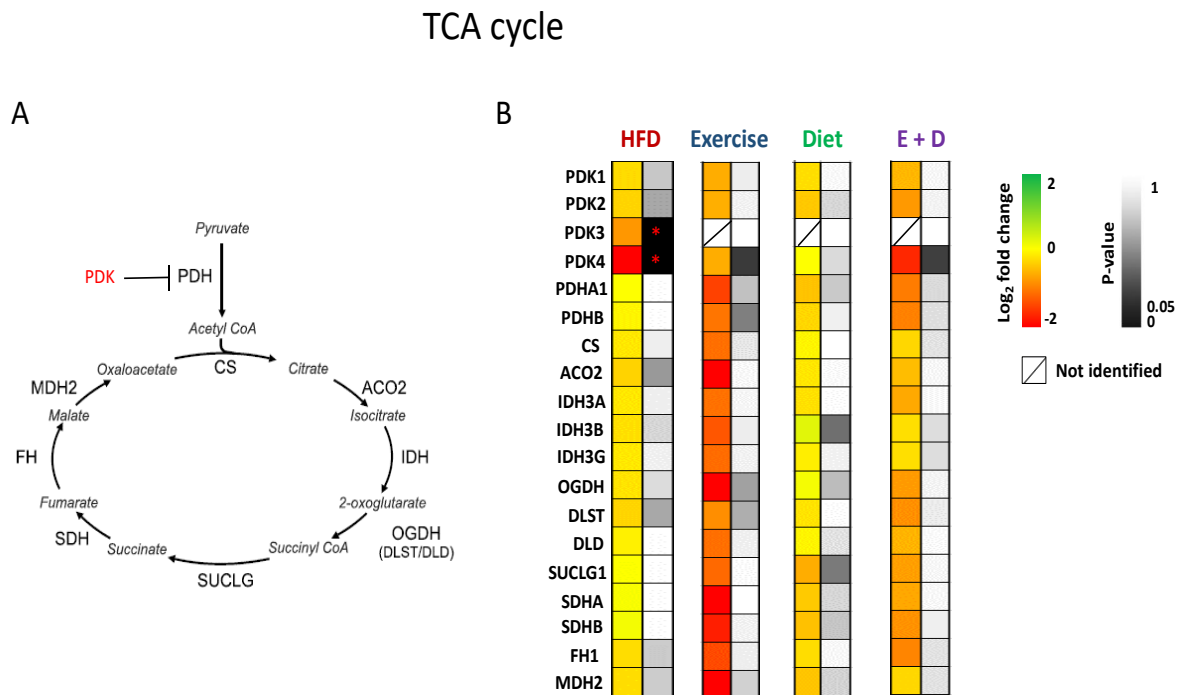 TCA cycle
A
Pyruvate
PDK
PDH
Acetyl CoA
Oxaloacetate
CS
Citrate
MDH2
ACO2
Malate
Isocitrate
FH
IDH
Fumarate
2-oxoglutarate
SDH
OGDH
Succinate
Succinyl CoA
(DLST/DLD)
SUCLG
B
HFD Exercise Diet E + D
PDK1
PDK2
PDK3 *
PDK4 *
PDHA1
PDHB
CS
ACO2
IDH3A
IDH3B
IDH3G
OGDH
DLST
DLD
SUCLG1
SDHA
SDHB
FH1
MDH2
Log2 fold change
2
0
-2
P-value
1
0.05
0
Not identified